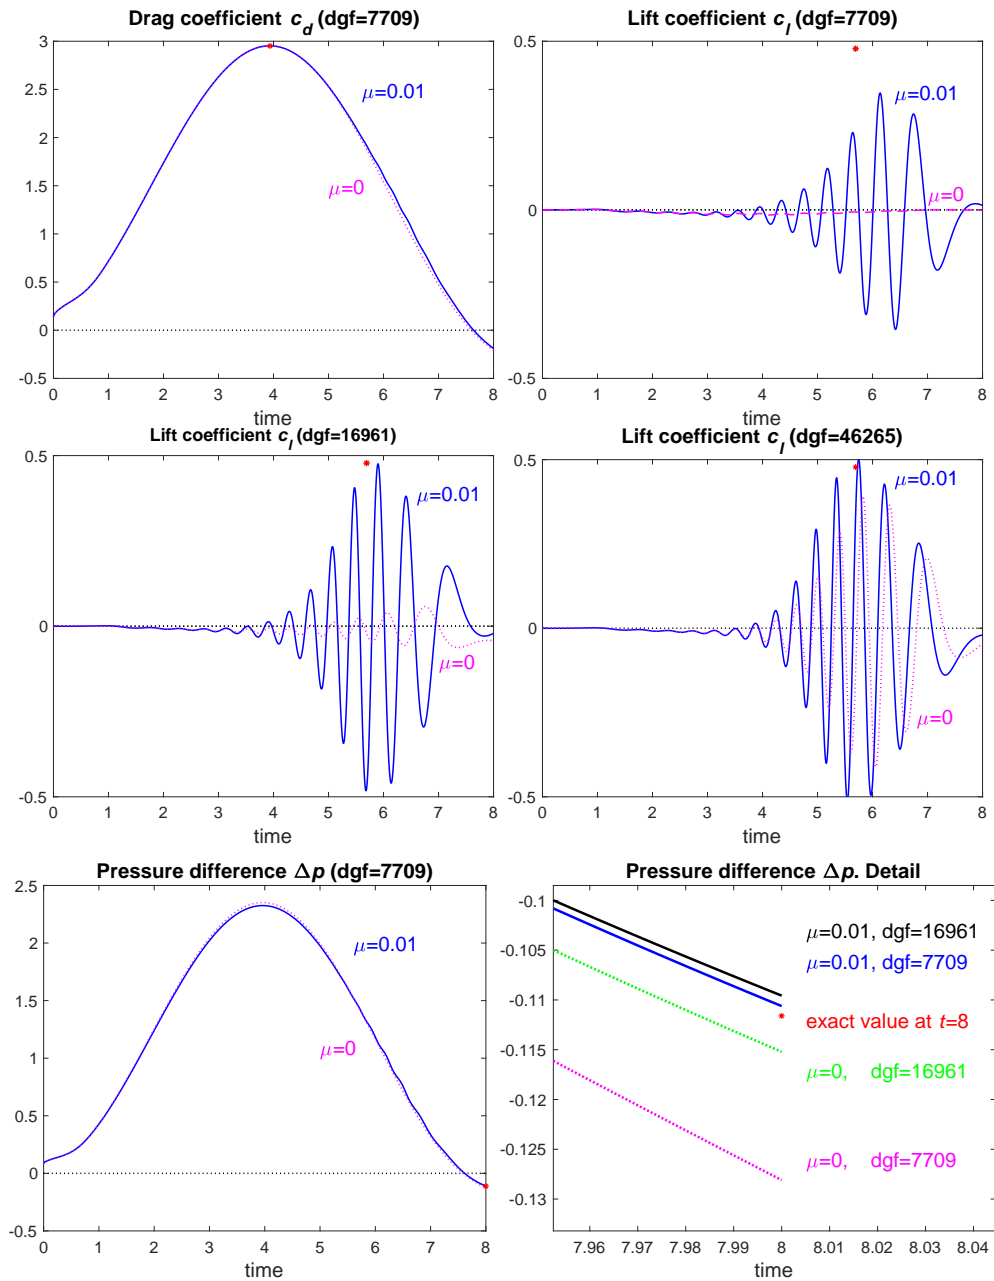 Drag coefficient c_d (dgf=7709)
3
2.5
2
1.5
1
0.5
0
-0.5
μ=0.01
μ=0
0 1 2 3 4 5 6 7 8
time
Lift coefficient c_l (dgf=7709)
0.5
0
-0.5
μ=0.01
μ=0
0 1 2 3 4 5 6 7 8
time
Lift coefficient c_l (dgf=16961)
0.5
0
-0.5
μ=0.01
μ=0
0 1 2 3 4 5 6 7 8
time
Lift coefficient c_l (dgf=46265)
0.5
0
-0.5
μ=0.01
μ=0
0 1 2 3 4 5 6 7 8
time
Pressure difference Δp (dgf=7709)
2.5
2
1.5
1
0.5
0
-0.5
μ=0.01
μ=0
0 1 2 3 4 5 6 7 8
time
Pressure difference Δp. Detail
-0.1
-0.105
-0.11
-0.115
-0.12
-0.125
-0.13
μ=0.01, dgf=16961
μ=0.01, dgf=7709
exact value at t=8
μ=0, dgf=16961
μ=0, dgf=7709
7.96 7.97 7.98 7.99 8 8.01 8.02 8.03 8.04
time